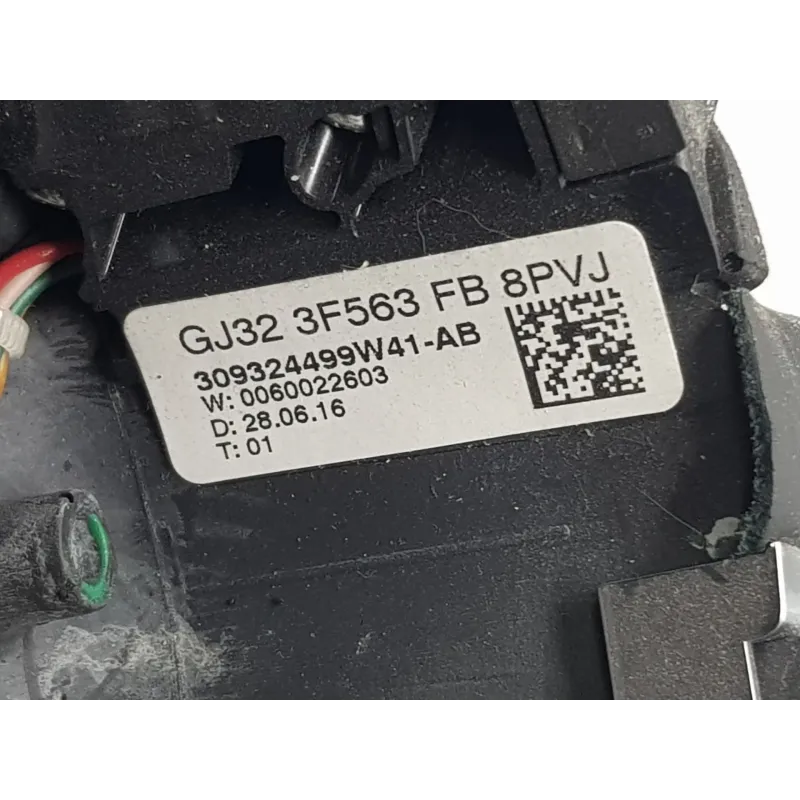 GJ32 3F563 FB 8PVJ
309324499W41-AB
W: 0060022603
D: 28.06.16
T: 01